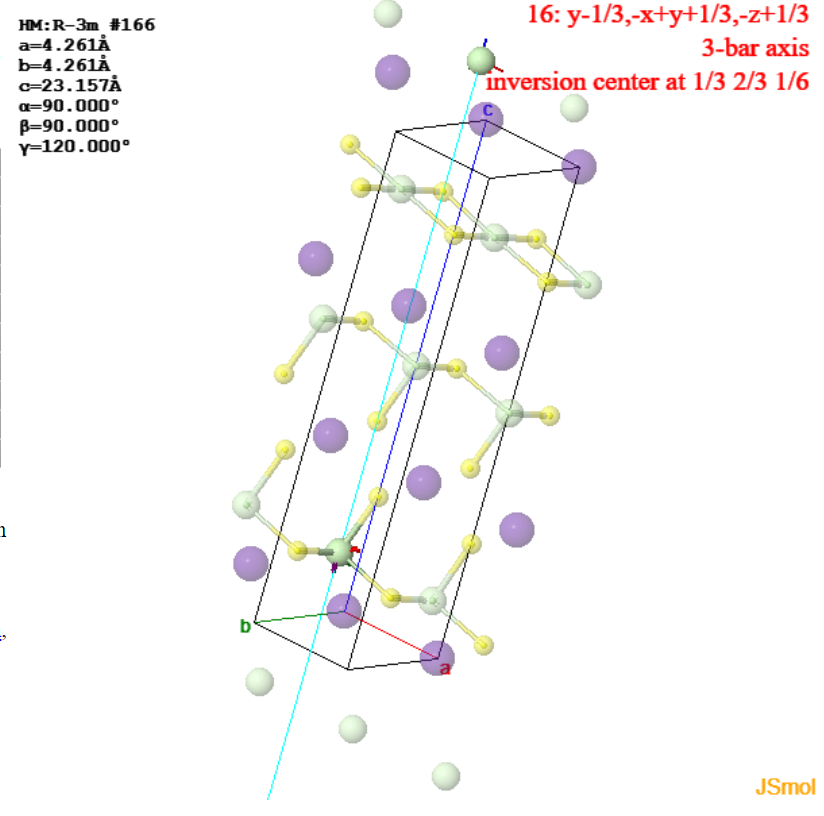 HM:R-3m #166
a=4.261Å
b=4.261Å
c=23.157Å
α=90.000°
β=90.000°
γ=120.000°
16: y-1/3,-x+y+1/3,-z+1/3
3-bar axis
inversion center at 1/3 2/3 1/6
c
b
a
JSmol